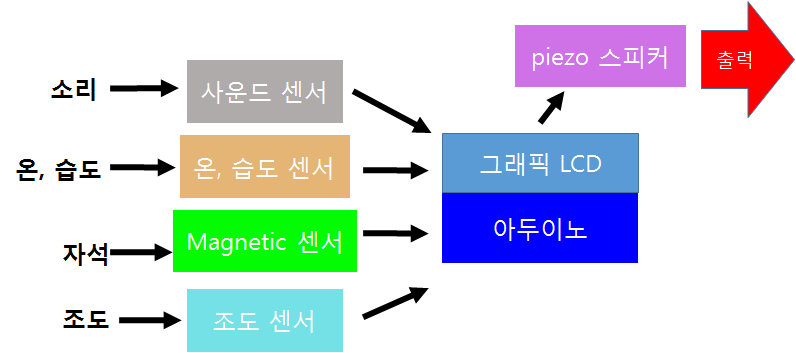 piezo 스피커
출력
소리
사운드 센서
온, 습도
온, 습도 센서
그래픽 LCD
아두이노
자석
Magnetic 센서
조도
조도 센서